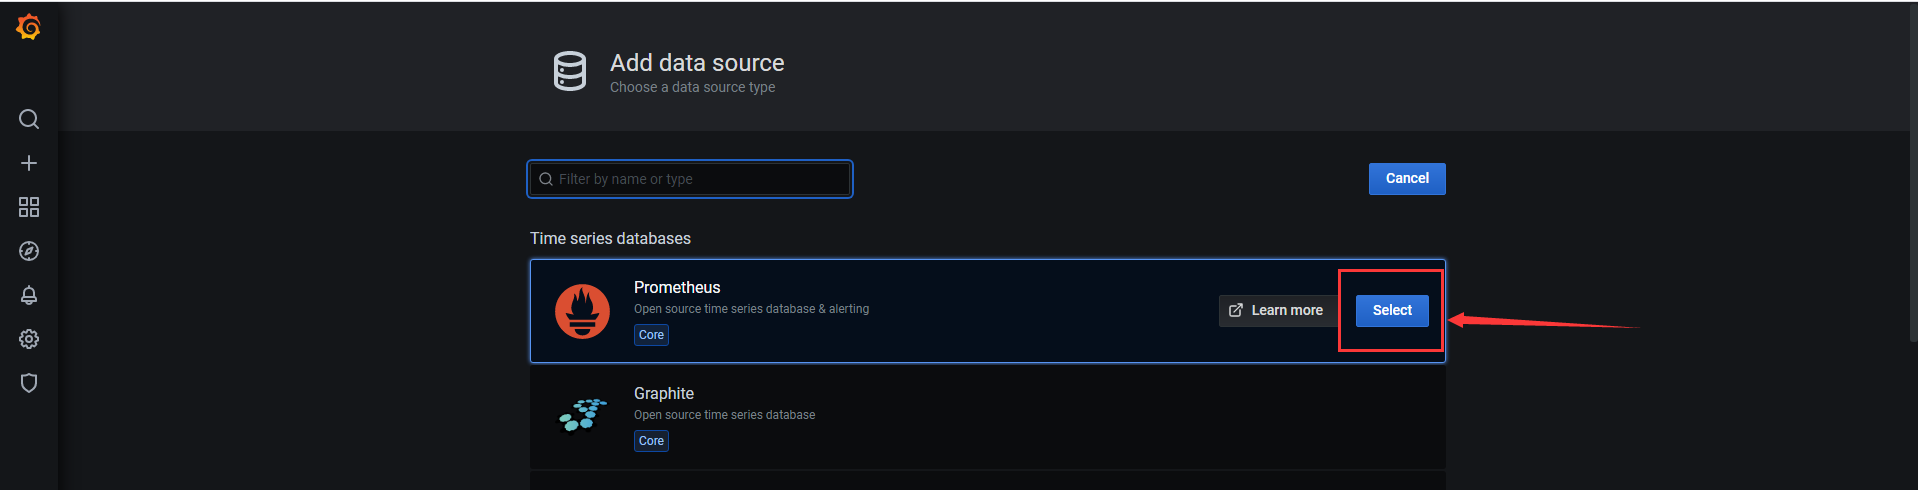 Add data source
Choose a data source type
Filter by name or type
Cancel
Time series databases
Prometheus
Open source time series database & alerting
Core
Learn more
Select
Graphite
Open source time series database
Core